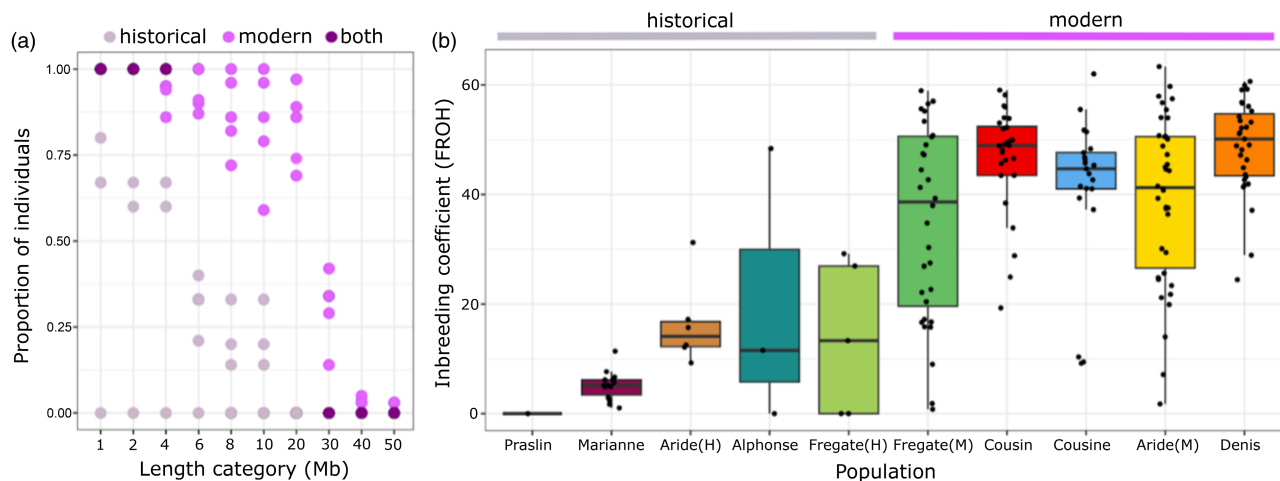 (a)
historical modern both
Proportion of individuals
1.00
0.75
0.50
0.25
0.00
1 2 4 6 8 10 20 30 40 50
Length category (Mb)
(b)
historical modern
Inbreeding coefficient (FROH)
60
40
20
0
Praslin Marianne Aride(H) Alphonse Fregate(H) Fregate(M) Cousin Cousine Aride(M) Denis
Population